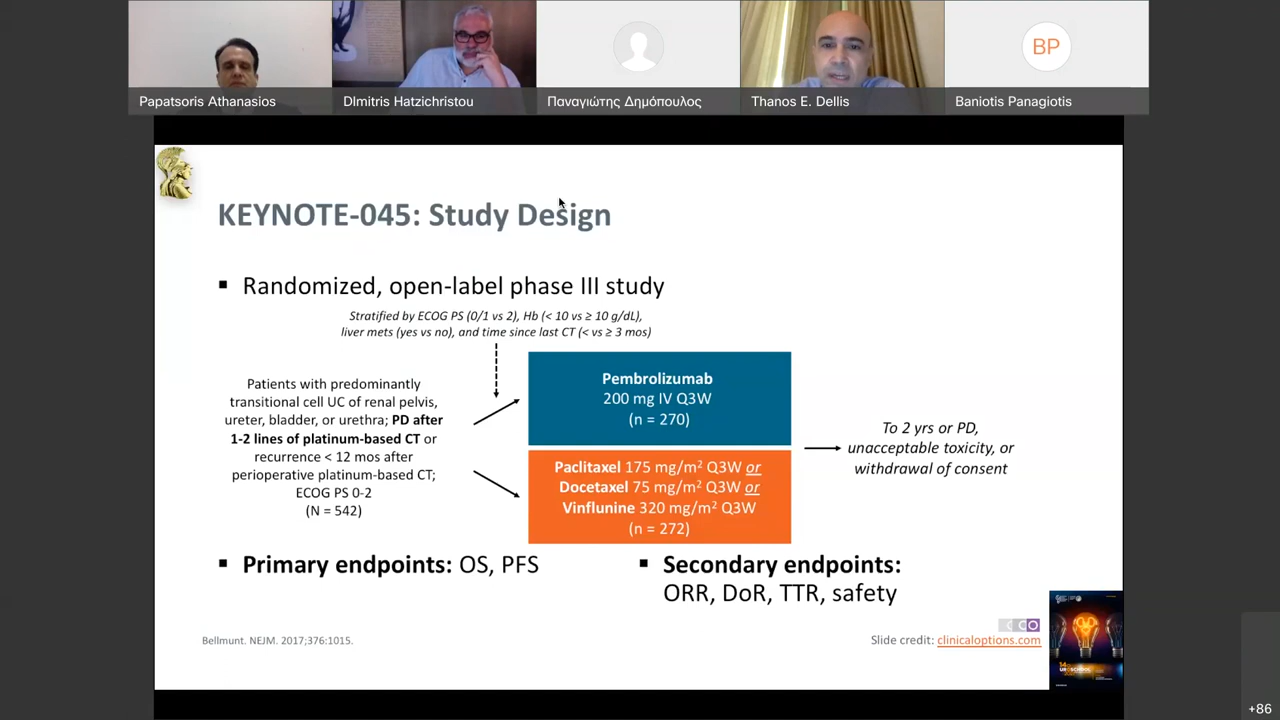 Papatsoris Athanasios
DImitris Hatzichristou
Παναγιώτης Δημόπουλος
Thanos E. Dellis
BP
Baniotis Panagiotis
KEYNOTE-045: Study Design
▪ Randomized, open-label phase III study
Stratified by ECOG PS (0/1 vs 2), Hb (< 10 vs ≥ 10 g/dL),
liver mets (yes vs no), and time since last CT (< vs ≥ 3 mos)
Patients with predominantly
transitional cell UC of renal pelvis,
ureter, bladder, or urethra; PD after
1-2 lines of platinum-based CT or
recurrence < 12 mos after
perioperative platinum-based CT;
ECOG PS 0-2
(N = 542)
Pembrolizumab
200 mg IV Q3W
(n = 270)
Paclitaxel 175 mg/m² Q3W or
Docetaxel 75 mg/m² Q3W or
Vinflunine 320 mg/m² Q3W
(n = 272)
To 2 yrs or PD,
unacceptable toxicity, or
withdrawal of consent
▪ Primary endpoints: OS, PFS
▪ Secondary endpoints:
ORR, DoR, TTR, safety
Bellmunt. NEJM. 2017;376:1015.
CCO
Slide credit: clinicaloptions.com
+86